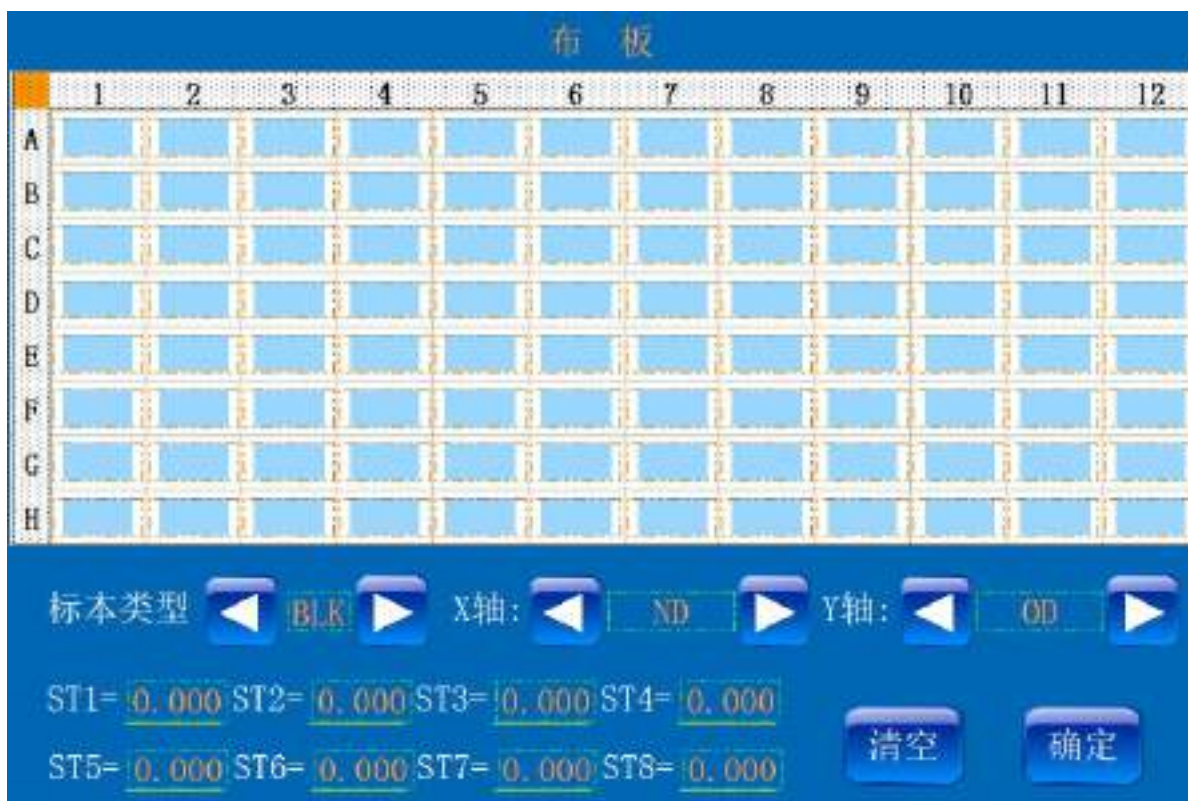 布 板
1 2 3 4 5 6 7 8 9 10 11 12
A
B
C
D
E
F
G
H
标本类型 BLK X轴: ND Y轴: OD
ST1= 0.000 ST2= 0.000 ST3= 0.000 ST4= 0.000
清空 确定
ST5= 0.000 ST6= 0.000 ST7= 0.000 ST8= 0.000